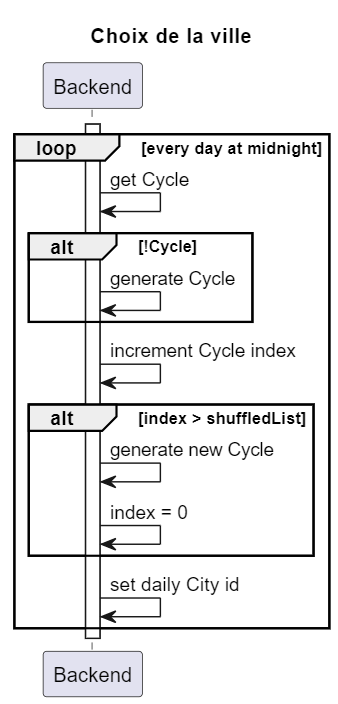 Choix de la ville
Backend
loop [every day at midnight]
get Cycle
alt [!Cycle]
generate Cycle
increment Cycle index
alt [index > shuffledList]
generate new Cycle
index = 0
set daily City id
Backend